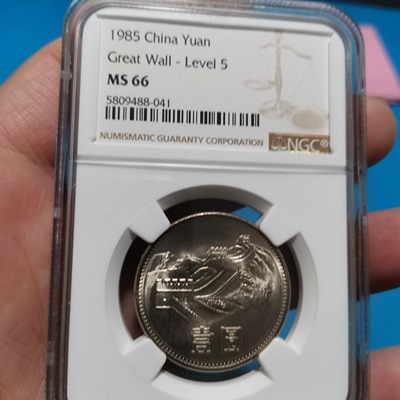 1985 China Yuan
Great Wall - Level 5
MS 66
5809488-041
NUMISMATIC GUARANTY CORPORATION
NGC®
壹圆